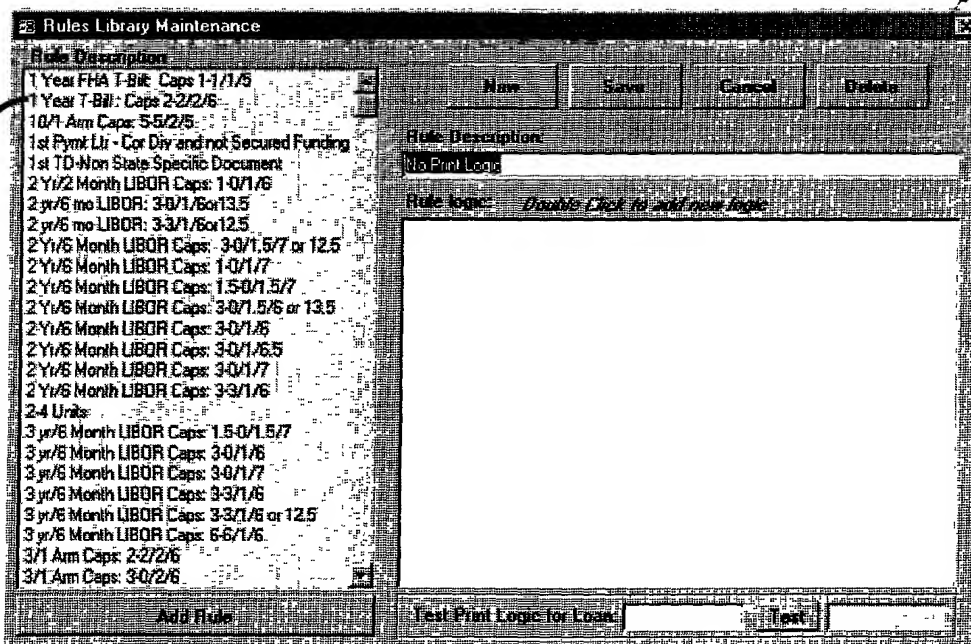 Rules Library Maintenance
Rule Description
1 Year FHA T-Bill: Caps 1-1/1/5
1 Year T-Bill: Caps 2-2/2/6
10/1 Arm Caps: 5-5/2/5
1st Pymt Ltr - Cor Div and not Secured Funding
1st TD-Non State Specific Document
2 Yr/2 Month LIBOR Caps: 1-0/1/6
2 yr/6 mo LIBOR: 3-0/1/6or13.5
2 yr/6 mo LIBOR: 3-3/1/6or12.5
2 Yr/6 Month LIBOR Caps: 3-0/1.5/7 or 12.5
2 Yr/6 Month LIBOR Caps: 1-0/1/7
2 Yr/6 Month LIBOR Caps: 1.5-0/1.5/7
2 Yr/6 Month LIBOR Caps: 3-0/1.5/6 or 13.5
2 Yr/6 Month LIBOR Caps: 3-0/1/6
2 Yr/6 Month LIBOR Caps: 3-0/1/6.5
2 Yr/6 Month LIBOR Caps: 3-0/1/7
2 Yr/6 Month LIBOR Caps: 3-3/1/6
2-4 Units
3 yr/6 Month LIBOR Caps: 1.5-0/1.5/7
3 yr/6 Month LIBOR Caps: 3-0/1/6
3 yr/6 Month LIBOR Caps: 3-0/1/7
3 yr/6 Month LIBOR Caps: 3-3/1/6
3 yr/6 Month LIBOR Caps: 3-3/1/6 or 12.5
3 yr/6 Month LIBOR Caps: 6-6/1/6
3/1 Arm Caps: 2-2/2/6
3/1 Arm Caps: 3-0/2/6
Add Rule
New Save Cancel Delete
Rule Description:
No Print Logic
Rule logic: Double Click to add new logic
Test Print Logic for Loan: Test